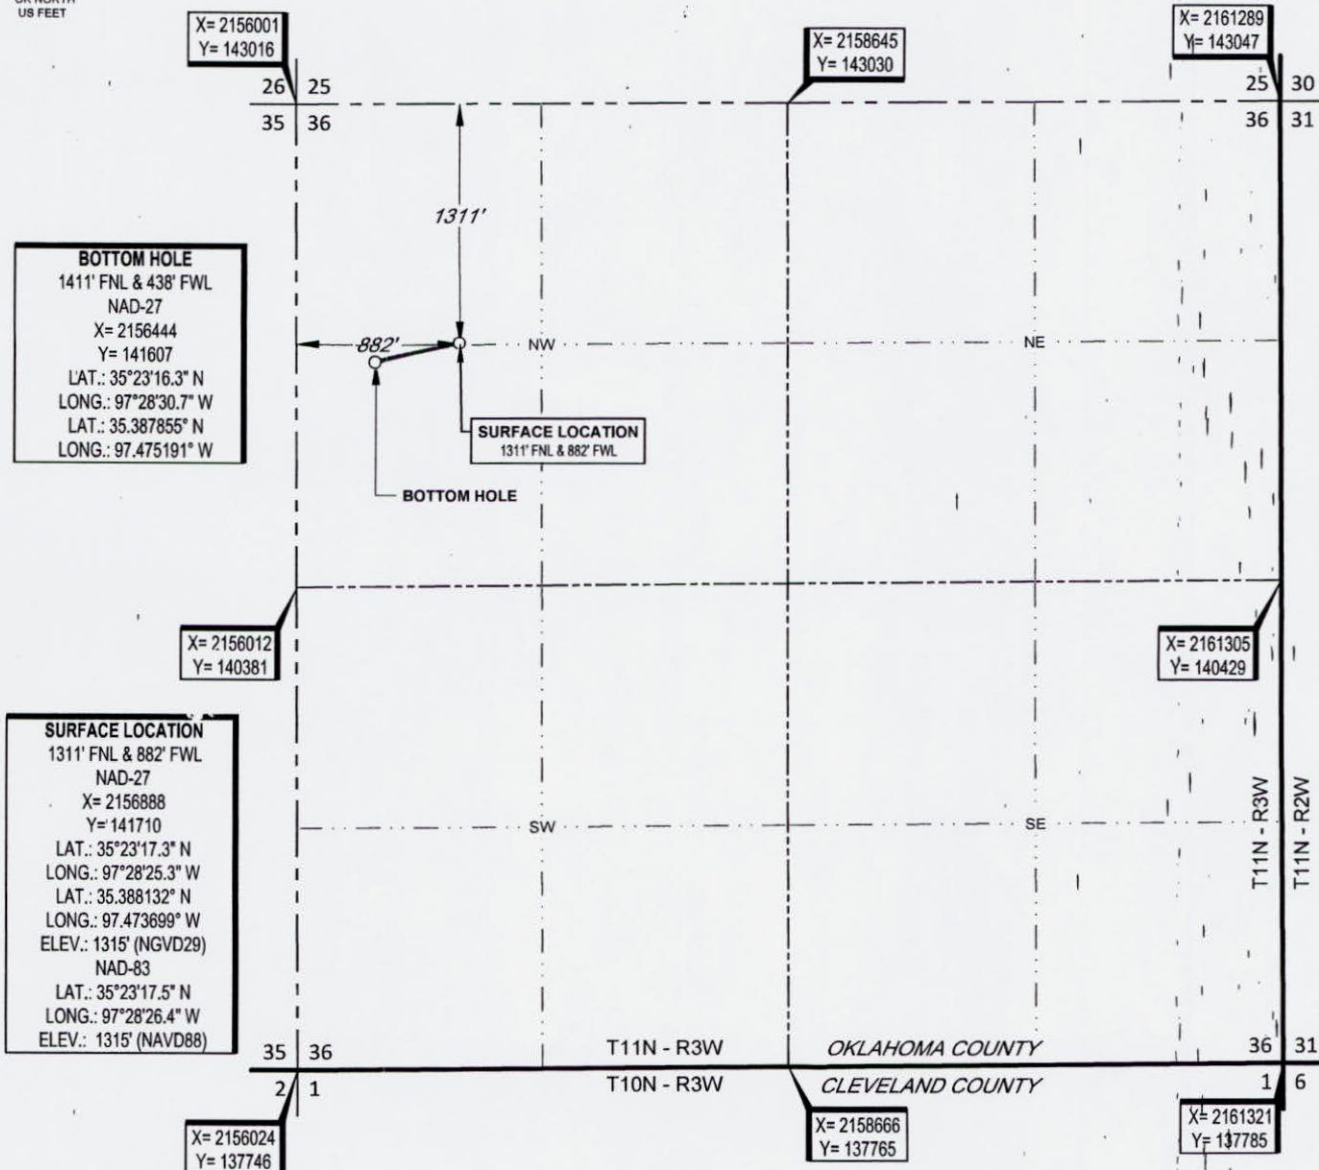 US FEET
X= 2156001
Y= 143016
X= 2158645
Y= 143030
X= 2161289
Y= 143047
26 25
25 30
35 36
36 31
1311'
BOTTOM HOLE
1411' FNL & 438' FWL
NAD-27
X= 2156444
Y= 141607
LAT.: 35°23'16.3" N
LONG.: 97°28'30.7" W
LAT.: 35.387855° N
LONG.: 97.475191° W
882'
NW
NE
SURFACE LOCATION
1311' FNL & 882' FWL
BOTTOM HOLE
X= 2156012
Y= 140381
X= 2161305
Y= 140429
SURFACE LOCATION
1311' FNL & 882' FWL
NAD-27
X= 2156888
Y= 141710
LAT.: 35°23'17.3" N
LONG.: 97°28'25.3" W
LAT.: 35.388132° N
LONG.: 97.473699° W
ELEV.: 1315' (NGVD29)
NAD-83
LAT.: 35°23'17.5" N
LONG.: 97°28'26.4" W
ELEV.: 1315' (NAVD88)
SW
SE
T11N - R3W
T11N - R2W
35 36
T11N - R3W
OKLAHOMA COUNTY
36 31
2 1
T10N - R3W
CLEVELAND COUNTY
1 6
X= 2156024
Y= 137746
X= 2158666
Y= 137765
X= 2161321
Y= 137785